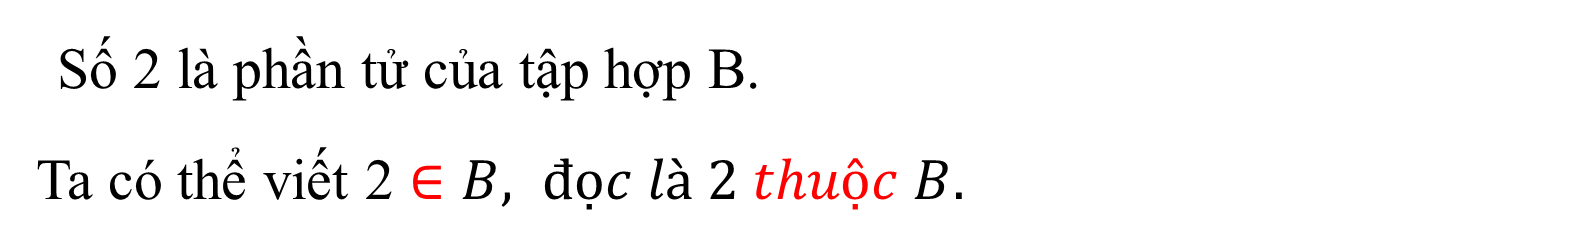 Số 2 là phần tử của tập hợp B.
Ta có thể viết 2 ∈ B, đọc là 2 thuộc B.